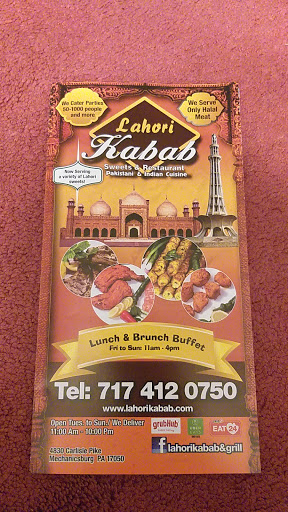 We Cater Parties
50-1000 people
and more
We Serve
Only Halal
Meat
Lahori
Kabab
Sweets & Restaurant
Pakistani & Indian Cuisine
Now Serving
a variety of Lahori
sweets!
Lunch & Brunch Buffet
Fri to Sun: 11am - 4pm
Tel: 717 412 0750
www.lahorikabab.com
Open Tues. to Sun./ We Deliver
11:00 Am - 10:00 Pm
grubHub
EAT24
4830 Carlisle Pike
Mechanicsburg PA 17050
f lahorikabab&grill